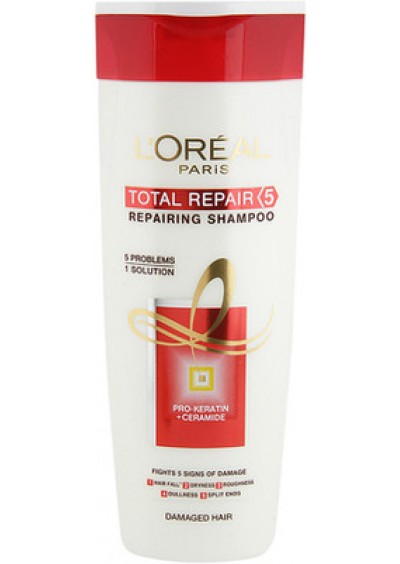 L'ORÉAL
PARIS
TOTAL REPAIR 5
REPAIRING SHAMPOO
5 PROBLEMS
1 SOLUTION
PRO-KERATIN
+ CERAMIDE
FIGHTS 5 SIGNS OF DAMAGE
1 HAIR FALL* 2 DRYNESS 3 ROUGHNESS
4 DULLNESS 5 SPLIT ENDS
DAMAGED HAIR